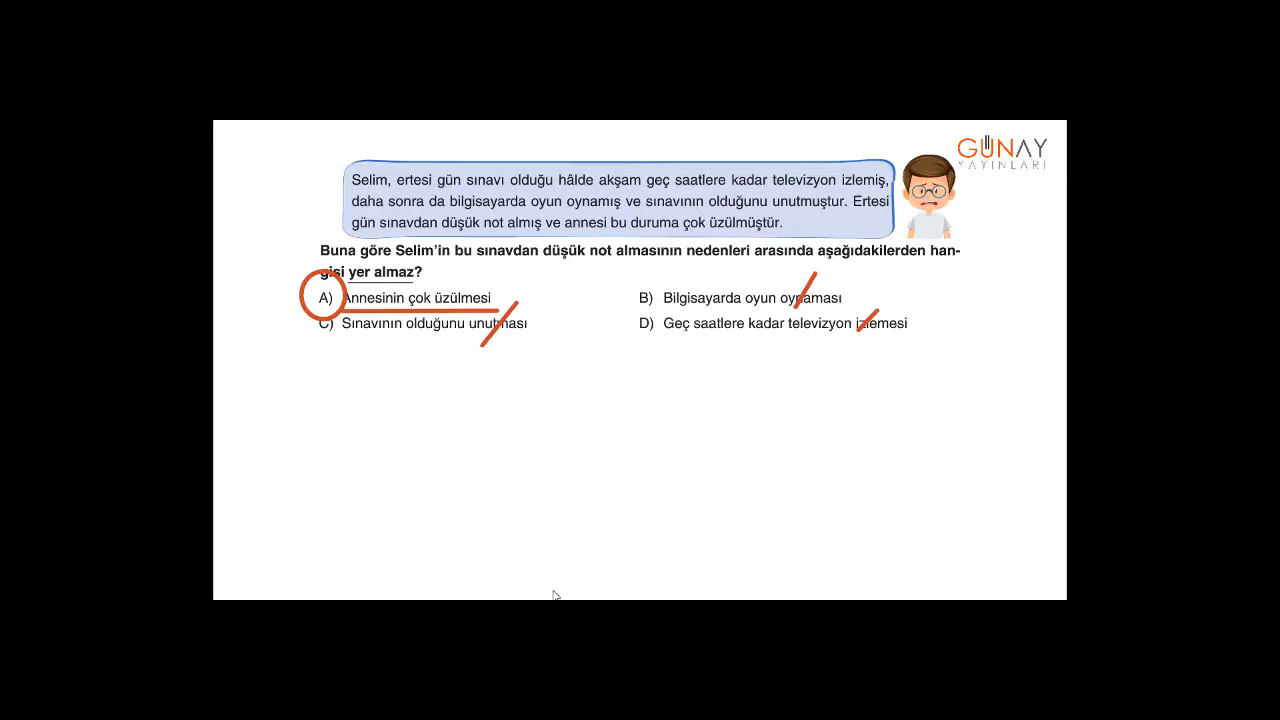 GÜNAY
YAYINLARI
Selim, ertesi gün sınavı olduğu hâlde akşam geç saatlere kadar televizyon izlemiş,
daha sonra da bilgisayarda oyun oynamış ve sınavının olduğunu unutmuştur. Ertesi
gün sınavdan düşük not almış ve annesi bu duruma çok üzülmüştür.
Buna göre Selim'in bu sınavdan düşük not almasının nedenleri arasında aşağıdakilerden han-
gisi yer almaz?
A) Annesinin çok üzülmesi
B) Bilgisayarda oyun oynaması
C) Sınavının olduğunu unutması
D) Geç saatlere kadar televizyon izlemesi